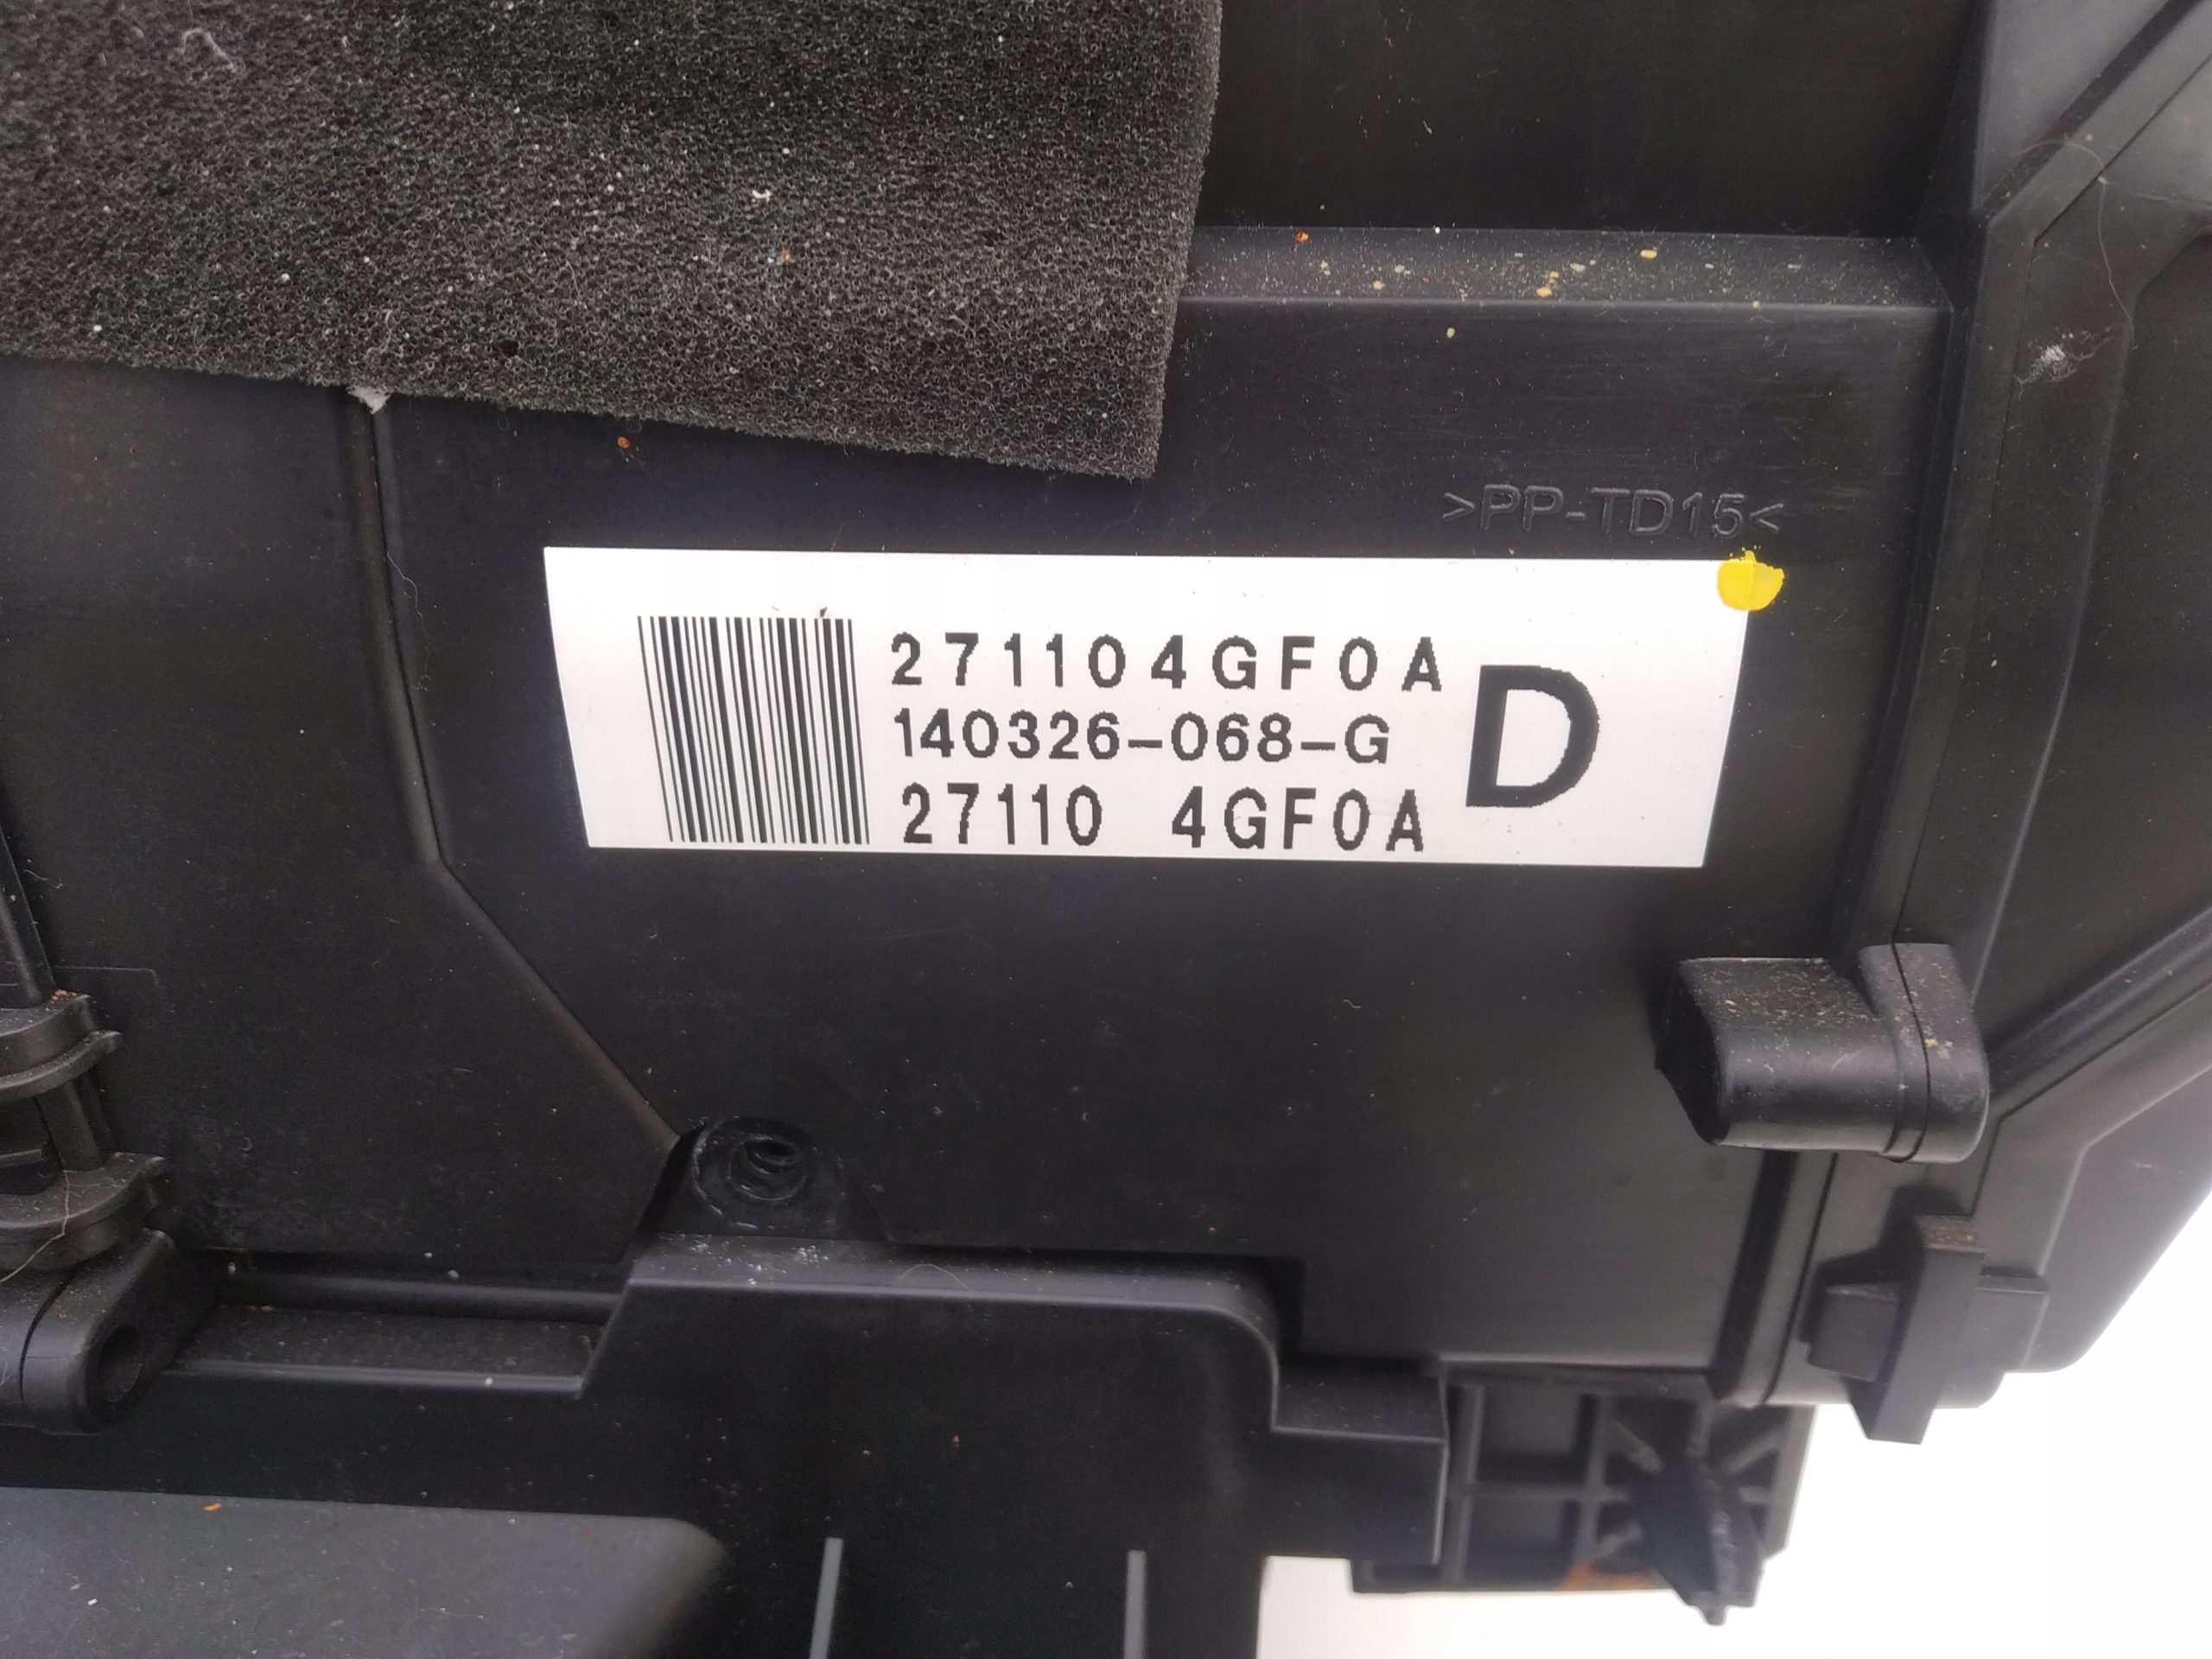 >PP-TD15<
271104GF0A
140326-068-G
27110 4GF0A
D